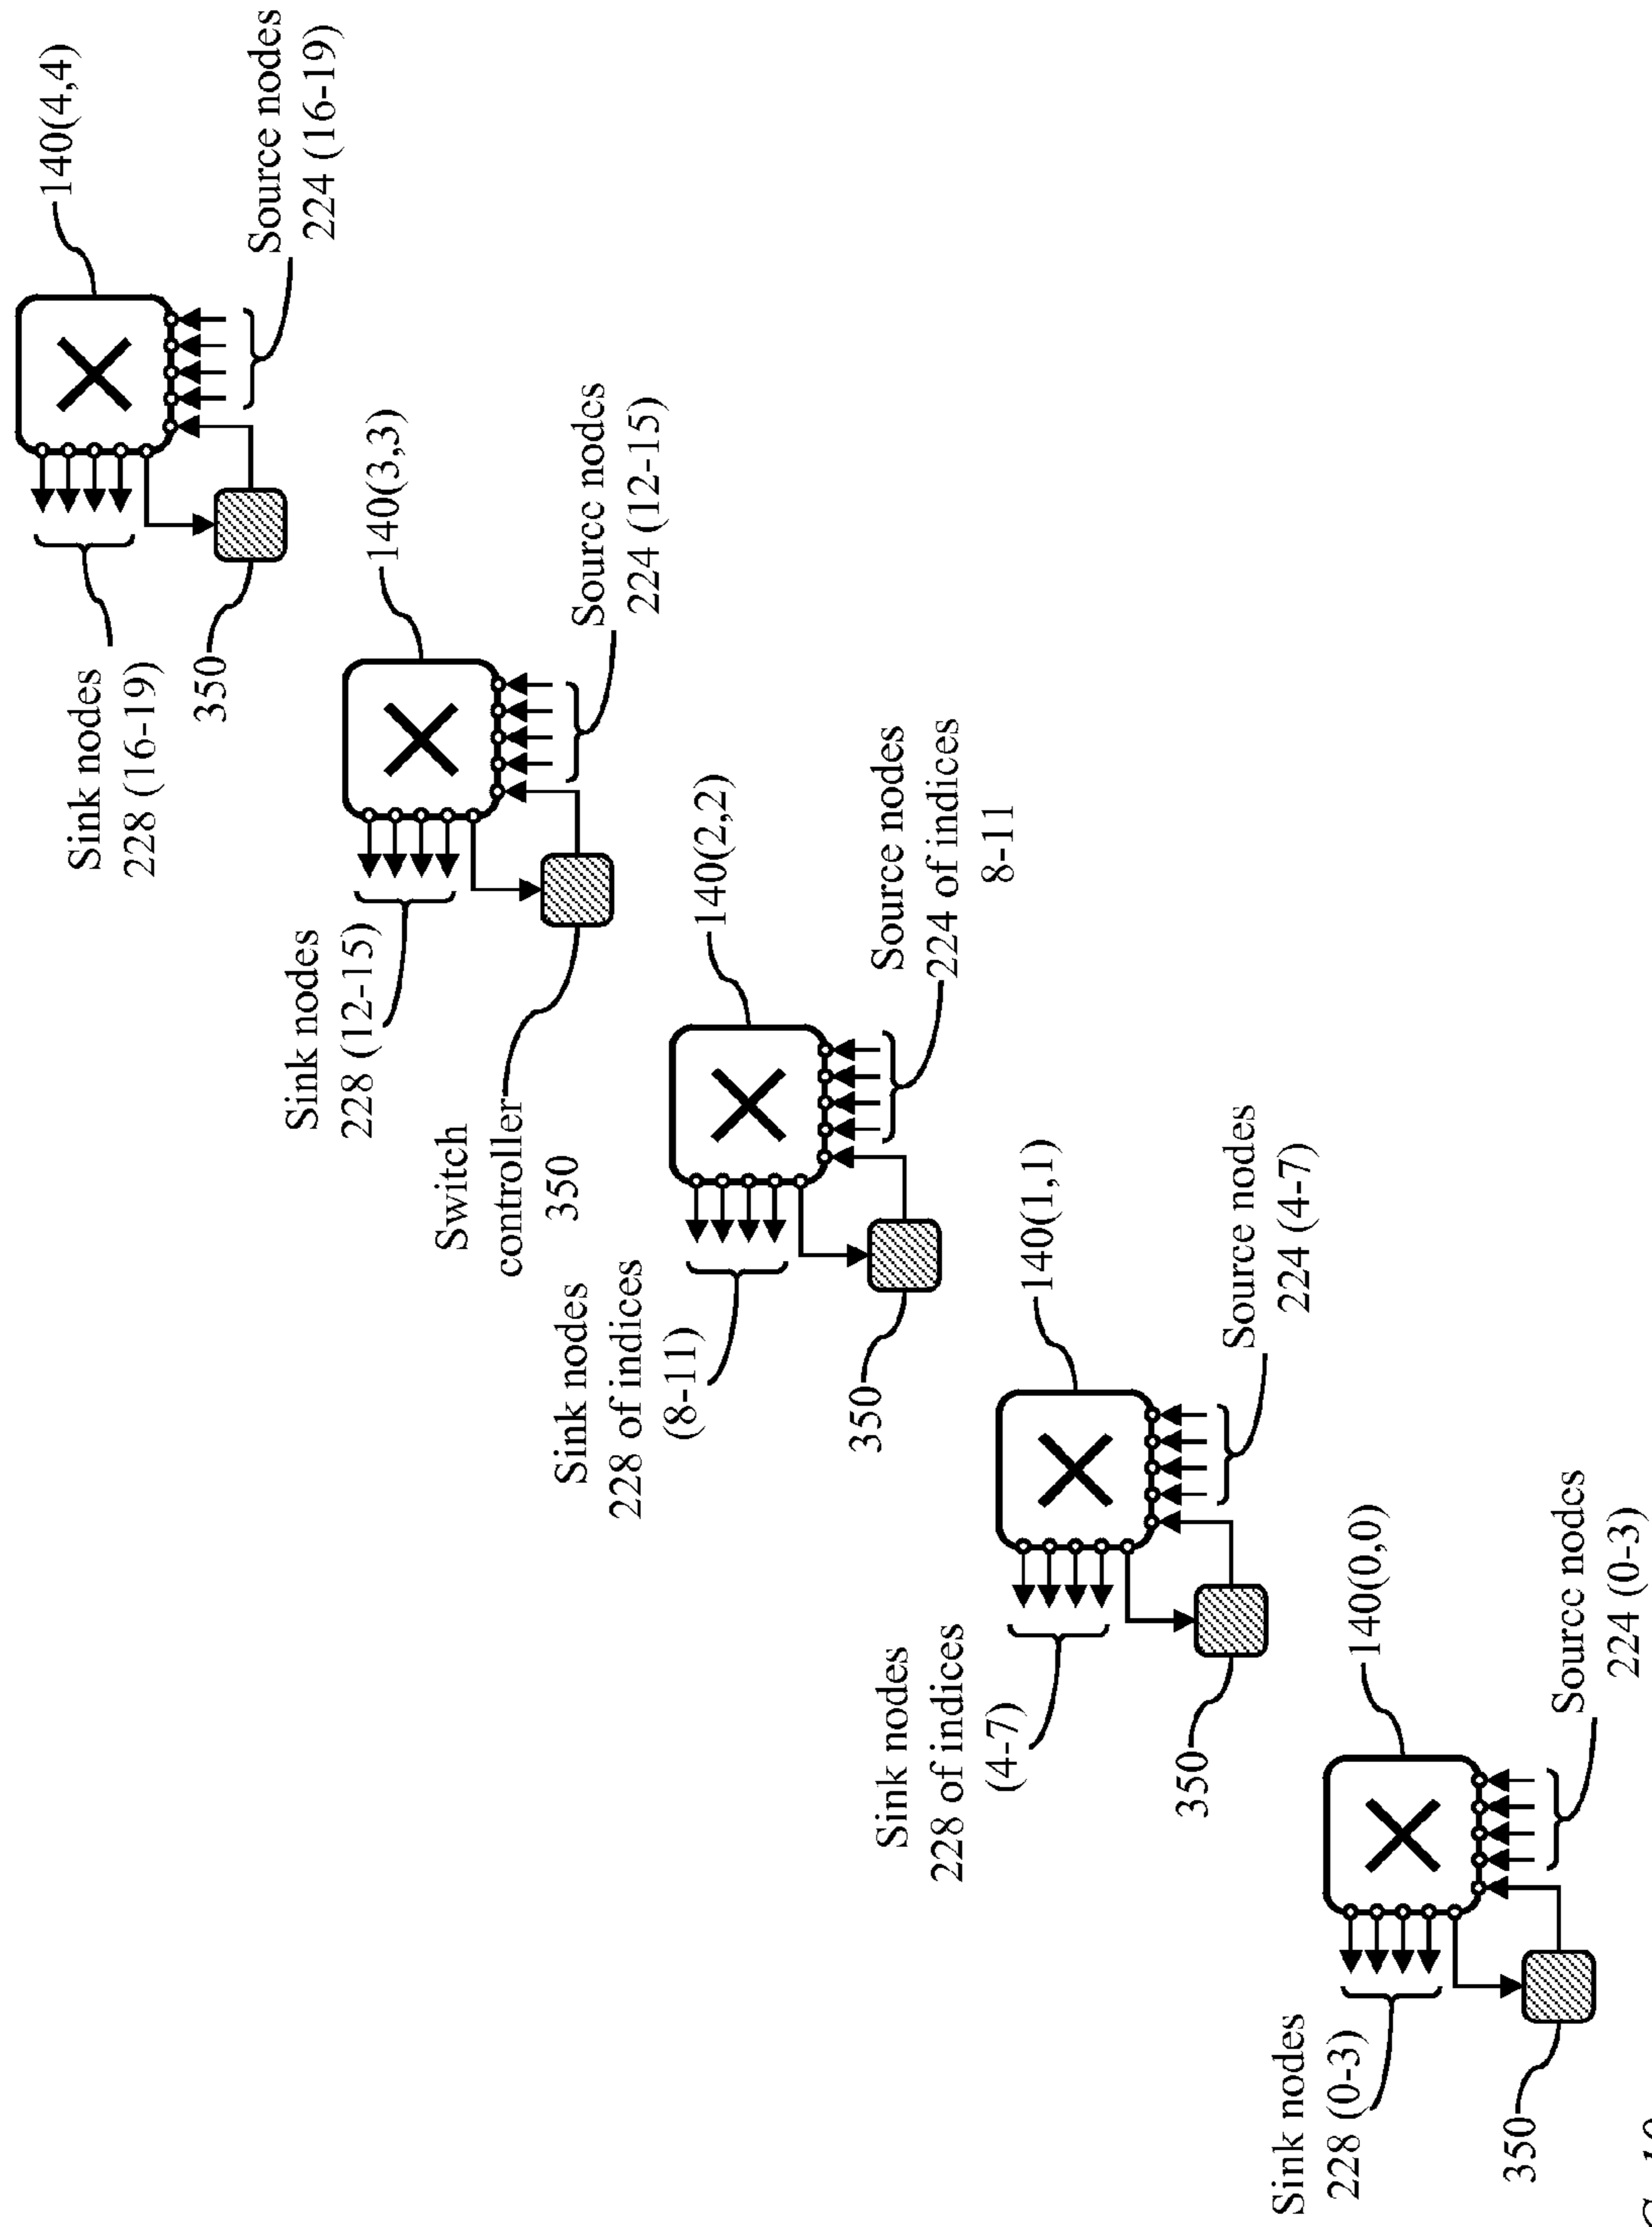 140(4,4)
Sink nodes
228 (16-19)
350
Source nodes
224 (16-19)
140(3,3)
Sink nodes
228 (12-15)
Switch
controller
350
Source nodes
224 (12-15)
140(2,2)
Sink nodes
228 of indices
(8-11)
350
Source nodes
224 of indices
8-11
140(1,1)
Sink nodes
228 of indices
(4-7)
350
Source nodes
224 (4-7)
140(0,0)
Sink nodes
228 (0-3)
350
Source nodes
224 (0-3)